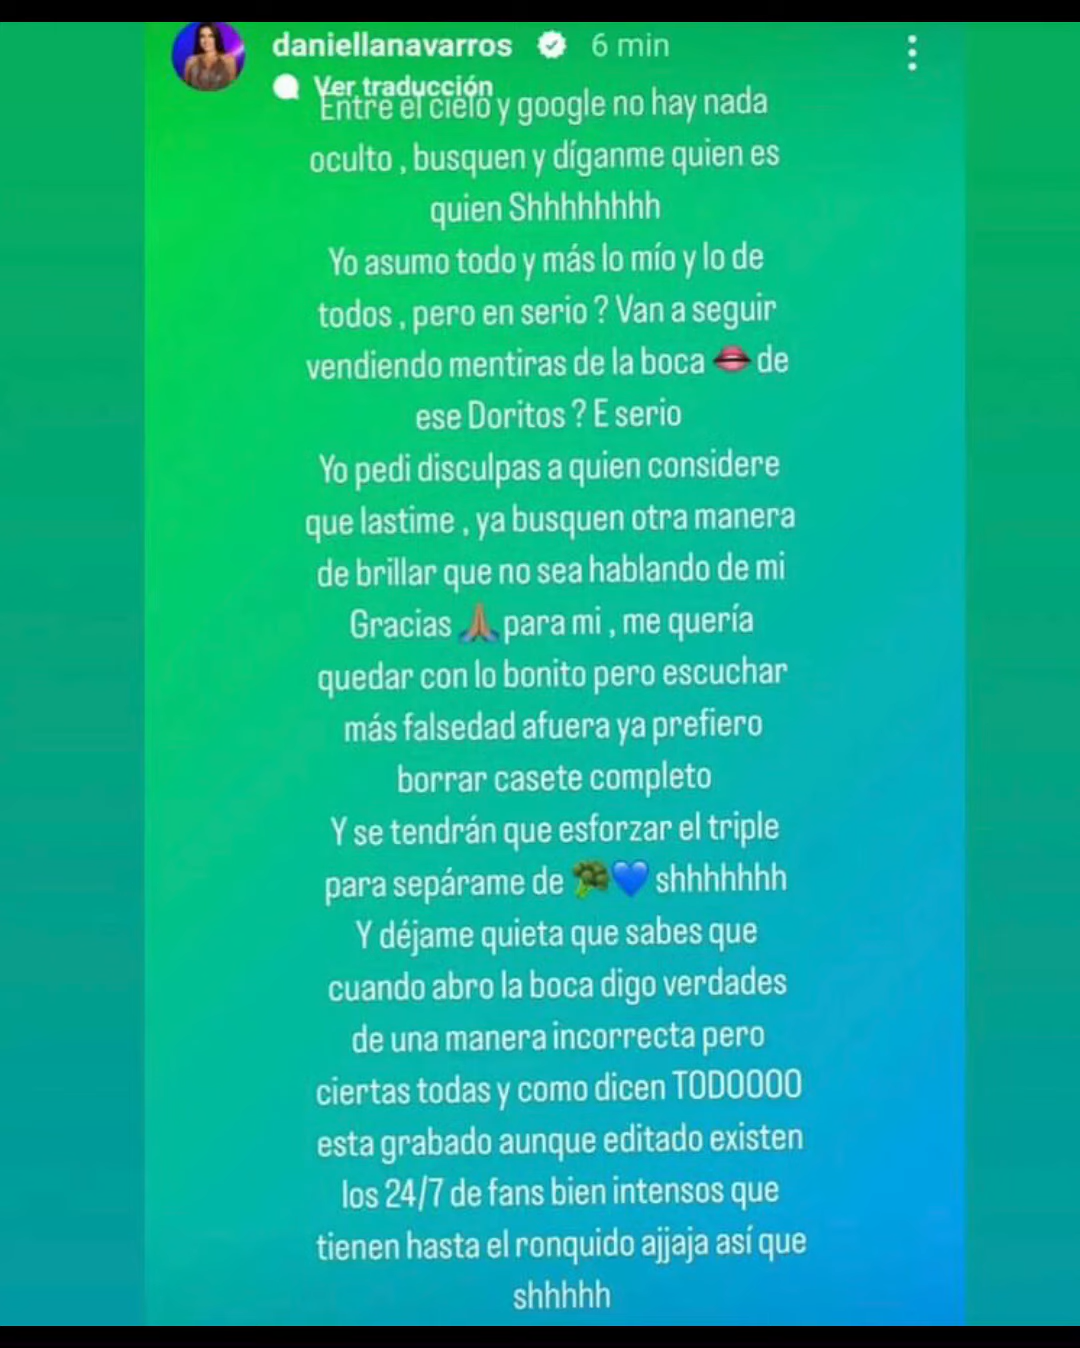 daniellanavarros 6 min
Ver traducción
Entre el cielo y google no hay nada
oculto , busquen y díganme quien es
quien Shhhhhhhh
Yo asumo todo y más lo mío y lo de
todos , pero en serio ? Van a seguir
vendiendo mentiras de la boca 🫦 de
ese Doritos ? E serio
Yo pedi disculpas a quien considere
que lastime , ya busquen otra manera
de brillar que no sea hablando de mi
Gracias 🙏🏽 para mi , me quería
quedar con lo bonito pero escuchar
más falsedad afuera ya prefiero
borrar casete completo
Y se tendrán que esforzar el triple
para sepárame de 🥦💙 shhhhhhh
Y déjame quieta que sabes que
cuando abro la boca digo verdades
de una manera incorrecta pero
ciertas todas y como dicen TODOOOO
esta grabado aunque editado existen
los 24/7 de fans bien intensos que
tienen hasta el ronquido ajjaja así que
shhhhh